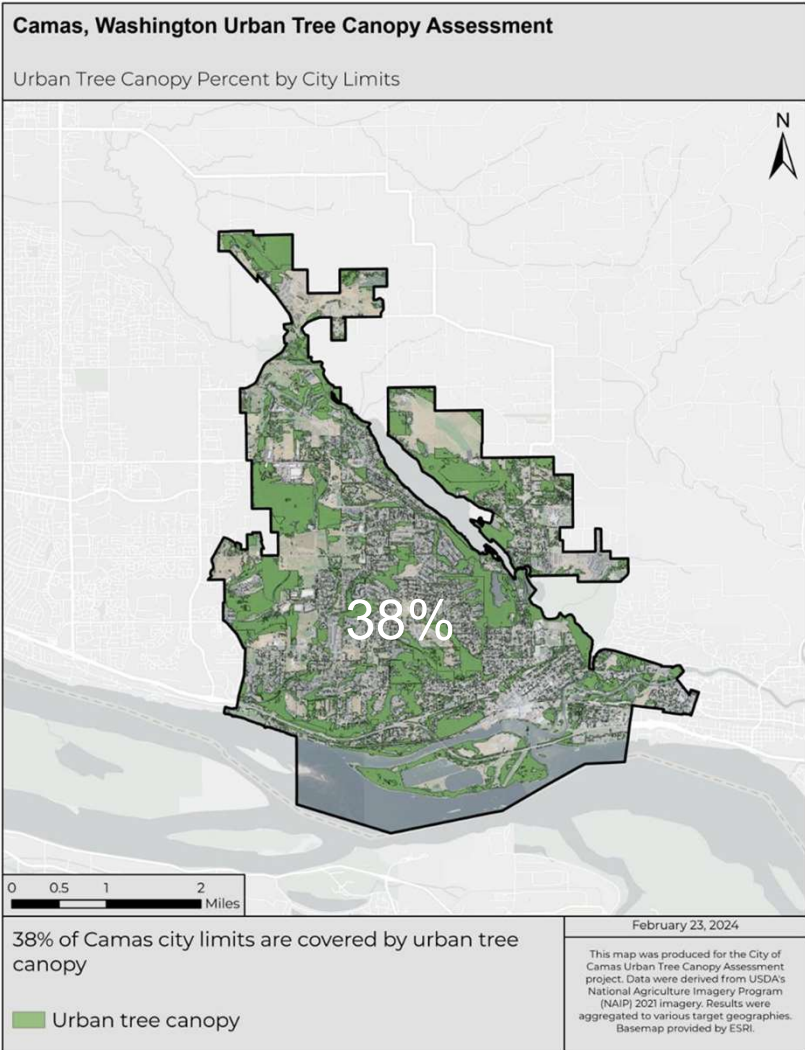 Camas, Washington Urban Tree Canopy Assessment
Urban Tree Canopy Percent by City Limits
N
38%
0 0.5 1 2
Miles
38% of Camas city limits are covered by urban tree
canopy
Urban tree canopy
February 23, 2024
This map was produced for the City of
Camas Urban Tree Canopy Assessment
project. Data were derived from USDA's
National Agriculture Imagery Program
(NAIP) 2021 imagery. Results were
aggregated to various target geographies.
Basemap provided by ESRI.